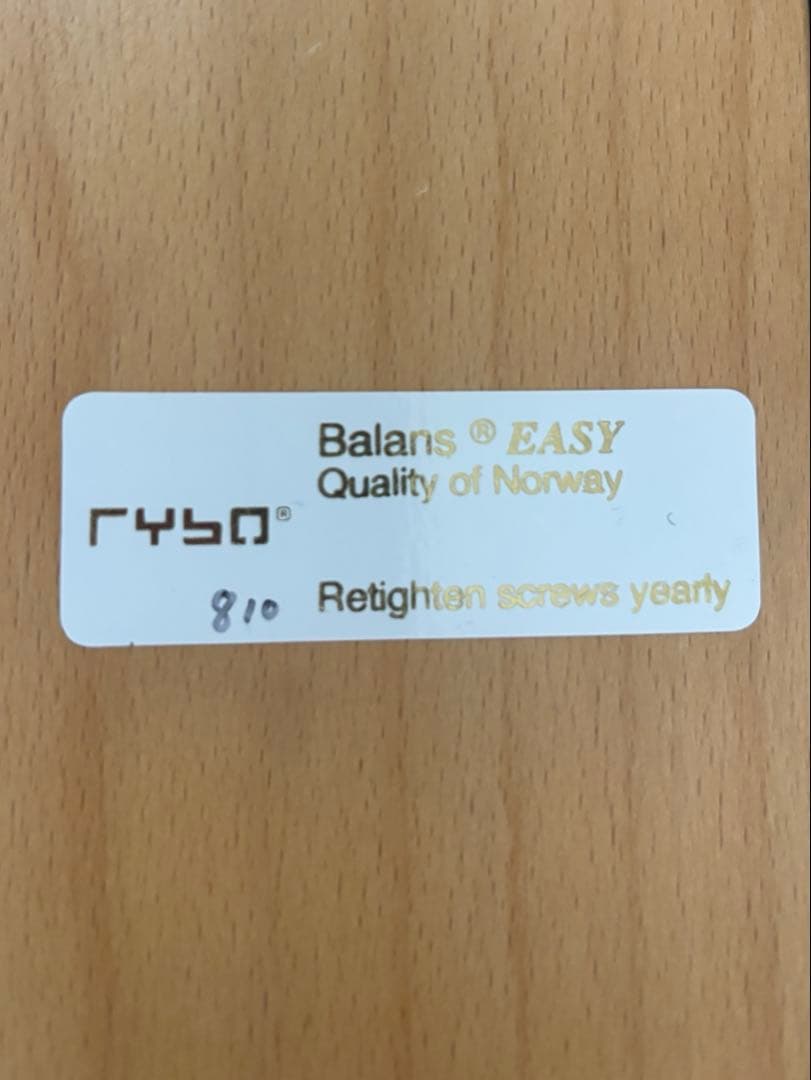 Balans ® EASY
Quality of Norway
rybo®
810
Retighten screws yearly